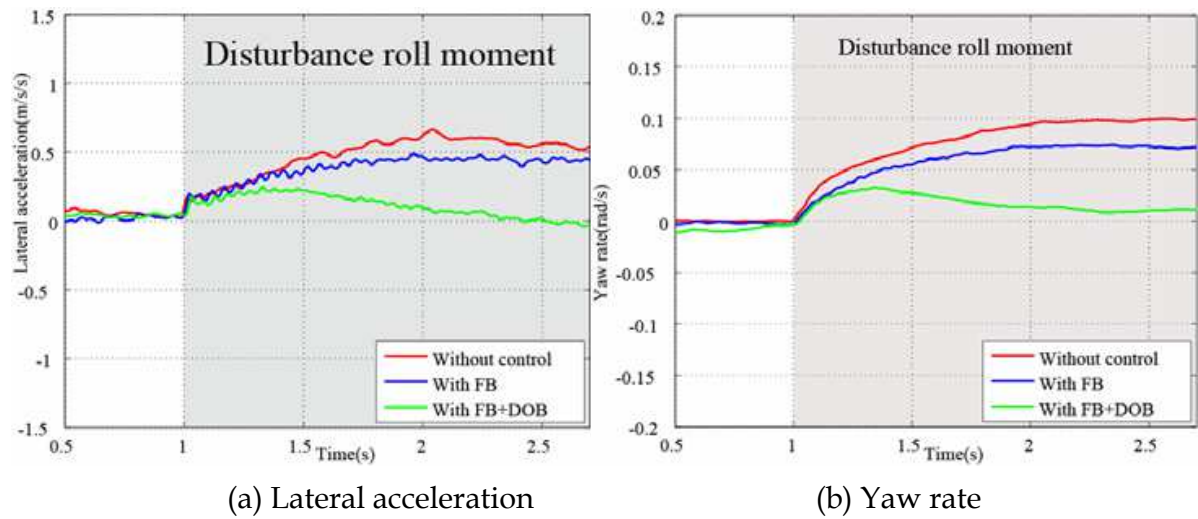 1.5
Disturbance roll moment
1
0.5
0
-0.5
-1
-1.5
Lateral acceleration(m/s/s)
Without control
With FB
With FB+DOB
0.5
1
1.5
2
2.5
Time(s)
(a) Lateral acceleration
0.2
Disturbance roll moment
0.15
0.1
0.05
0
-0.05
-0.1
-0.15
-0.2
Yaw rate(rad/s)
Without control
With FB
With FB+DOB
0.5
1
1.5
2
2.5
Time(s)
(b) Yaw rate